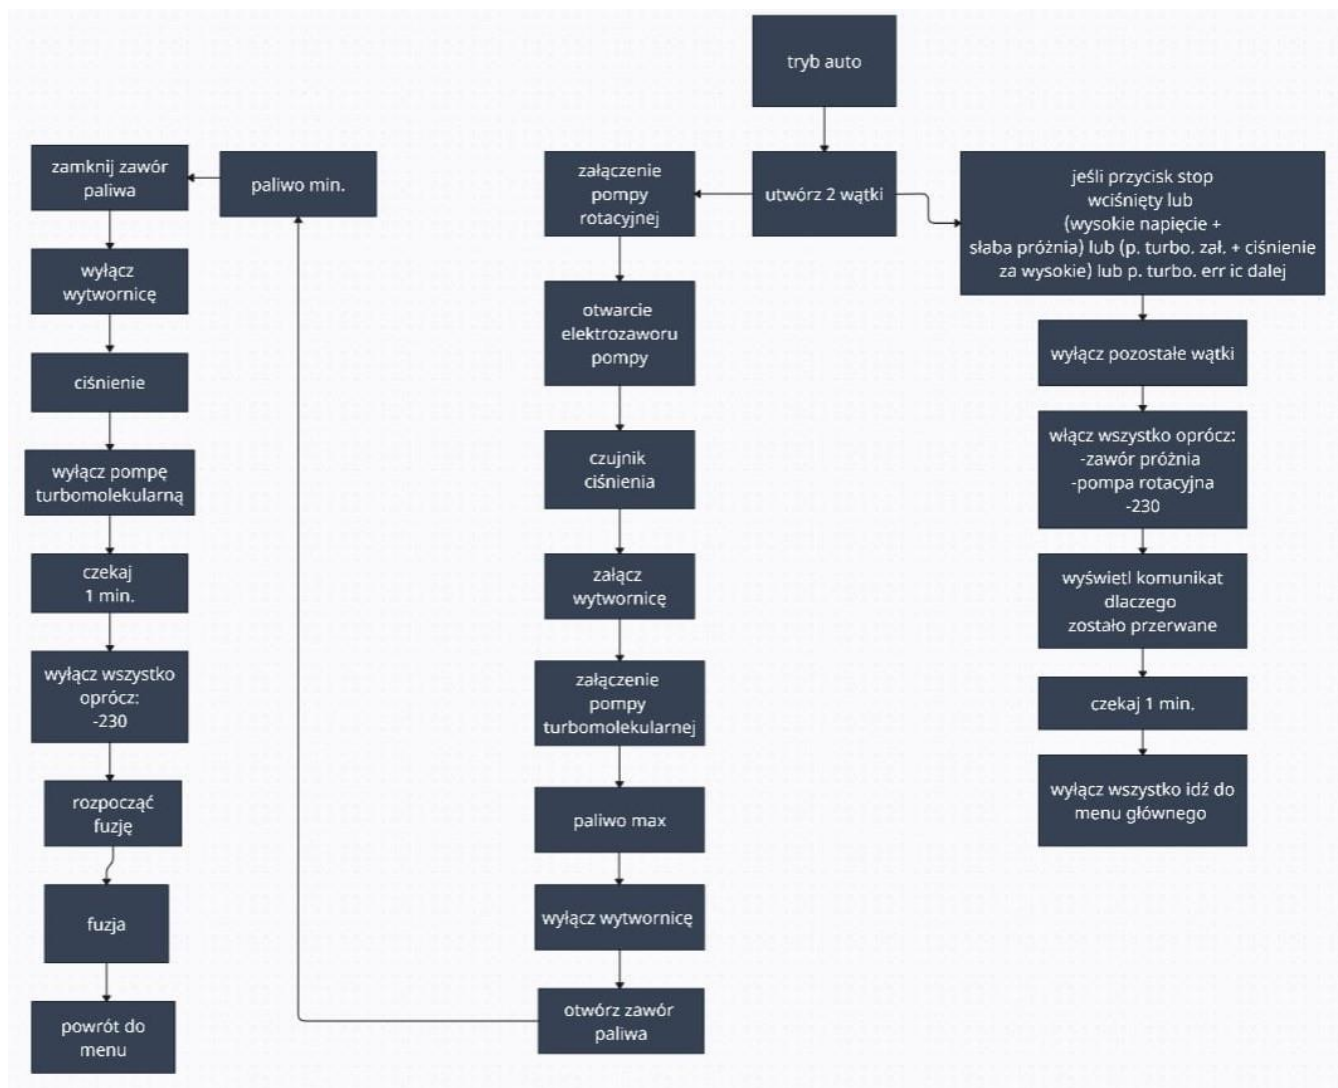 tryb auto
utwórz 2 wątki
załączenie
pompy
rotacyjnej
otwarcie
elektrozaworu
pompy
czujnik
ciśnienia
załącz
wytwornicę
załączenie
pompy
turbomolekularnej
paliwo max
wyłącz wytwornicę
otwórz zawór
paliwa
paliwo min.
zamknij zawór
paliwa
wyłącz
wytwornicę
ciśnienie
wyłącz pompę
turbomolekularną
czekaj
1 min.
wyłącz wszystko
oprócz:
-230
rozpocząć
fuzję
fuzja
powrót do
menu
jeśli przycisk stop
wciśnięty lub
(wysokie napięcie +
słaba próżnia) lub (p. turbo. zał. + ciśnienie
za wysokie) lub p. turbo. err ic dalej
wyłącz pozostałe wątki
włącz wszystko oprócz:
-zawór próżnia
-pompa rotacyjna
-230
wyświetl komunikat
dlaczego
zostało przerwane
czekaj 1 min.
wyłącz wszystko idź do
menu głównego